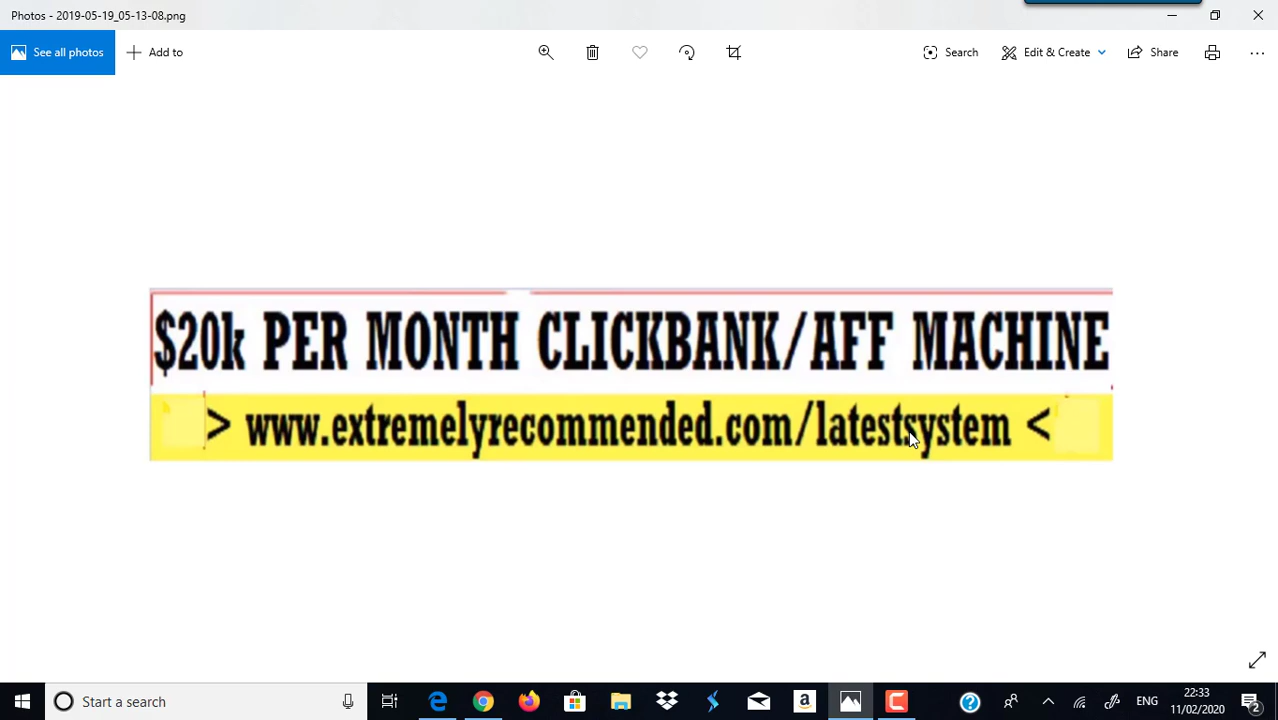 Photos - 2019-05-19_05-13-08.png
See all photos
Add to
Search
Edit & Create
Share
$20k PER MONTH CLICKBANK/AFF MACHINE
> www.extremelyrecommended.com/latestsystem <
Start a search
ENG
22:33
11/02/2020
2